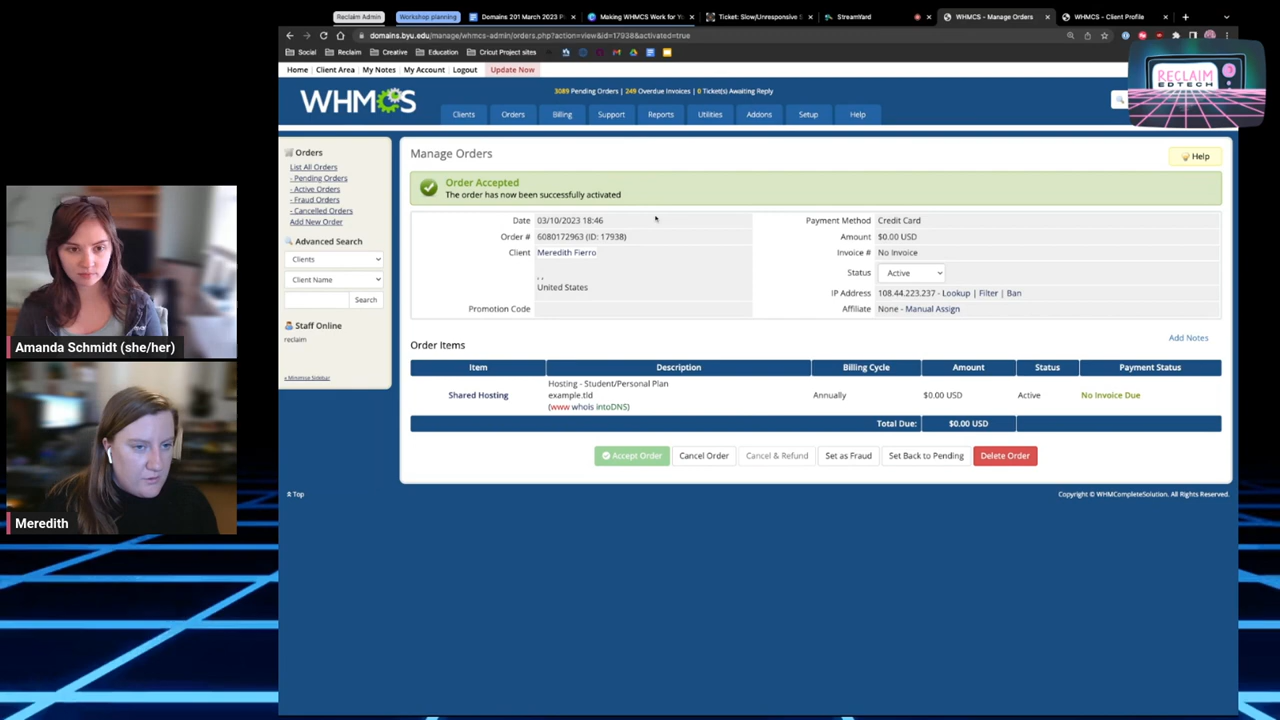 Reclaim Admin
Workshop planning
Domains 201 March 2023 P
Making WHMCS Work for Yo
Ticket: Slow/Unresponsive S
StreamYard
WHMCS - Manage Orders
WHMCS - Client Profile
domains.byu.edu/manage/whmcs-admin/orders.php?action=view&id=17938&activated=true
Social
Reclaim
Creative
Education
Cricut Project sites
Home
Client Area
My Notes
My Account
Logout
Update Now
WHMCS
3089 Pending Orders | 249 Overdue Invoices | 0 Ticket(s) Awaiting Reply
RECLAIM
EDTECH
Clients
Orders
Billing
Support
Reports
Utilities
Addons
Setup
Help
Orders
List All Orders
- Pending Orders
- Active Orders
- Fraud Orders
- Cancelled Orders
Add New Order
Advanced Search
Clients
Client Name
Search
Staff Online
reclaim
« Minimise Sidebar
Manage Orders
Help
Order Accepted
The order has now been successfully activated
Date 03/10/2023 18:46
Order # 6080172963 (ID: 17938)
Client Meredith Fierro
, ,
United States
Promotion Code
Payment Method Credit Card
Amount $0.00 USD
Invoice # No Invoice
Status Active
IP Address 108.44.223.237 - Lookup | Filter | Ban
Affiliate None - Manual Assign
Order Items
Add Notes
Item Description Billing Cycle Amount Status Payment Status
Shared Hosting
Hosting - Student/Personal Plan
example.tld
(www whois intoDNS)
Annually $0.00 USD Active No Invoice Due
Total Due: $0.00 USD
Accept Order
Cancel Order
Cancel & Refund
Set as Fraud
Set Back to Pending
Delete Order
Top
Copyright © WHMCompleteSolution. All Rights Reserved.
Amanda Schmidt (she/her)
Meredith